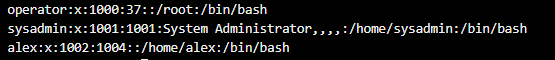 operator:x:1000:37::/root:/bin/bash
sysadmin:x:1001:1001:System Administrator,,,,:/home/sysadmin:/bin/bash
alex:x:1002:1004::/home/alex:/bin/bash